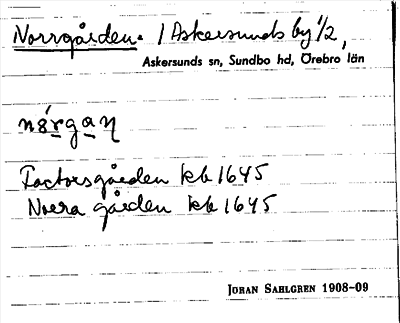 Norrgården. 1 Askersunds by 1/2,
Askersunds sn, Sundbo hd, Örebro län
Factorsgården kb 1645
Norra gården kb 1645
JOHAN SAHLGREN 1908-09